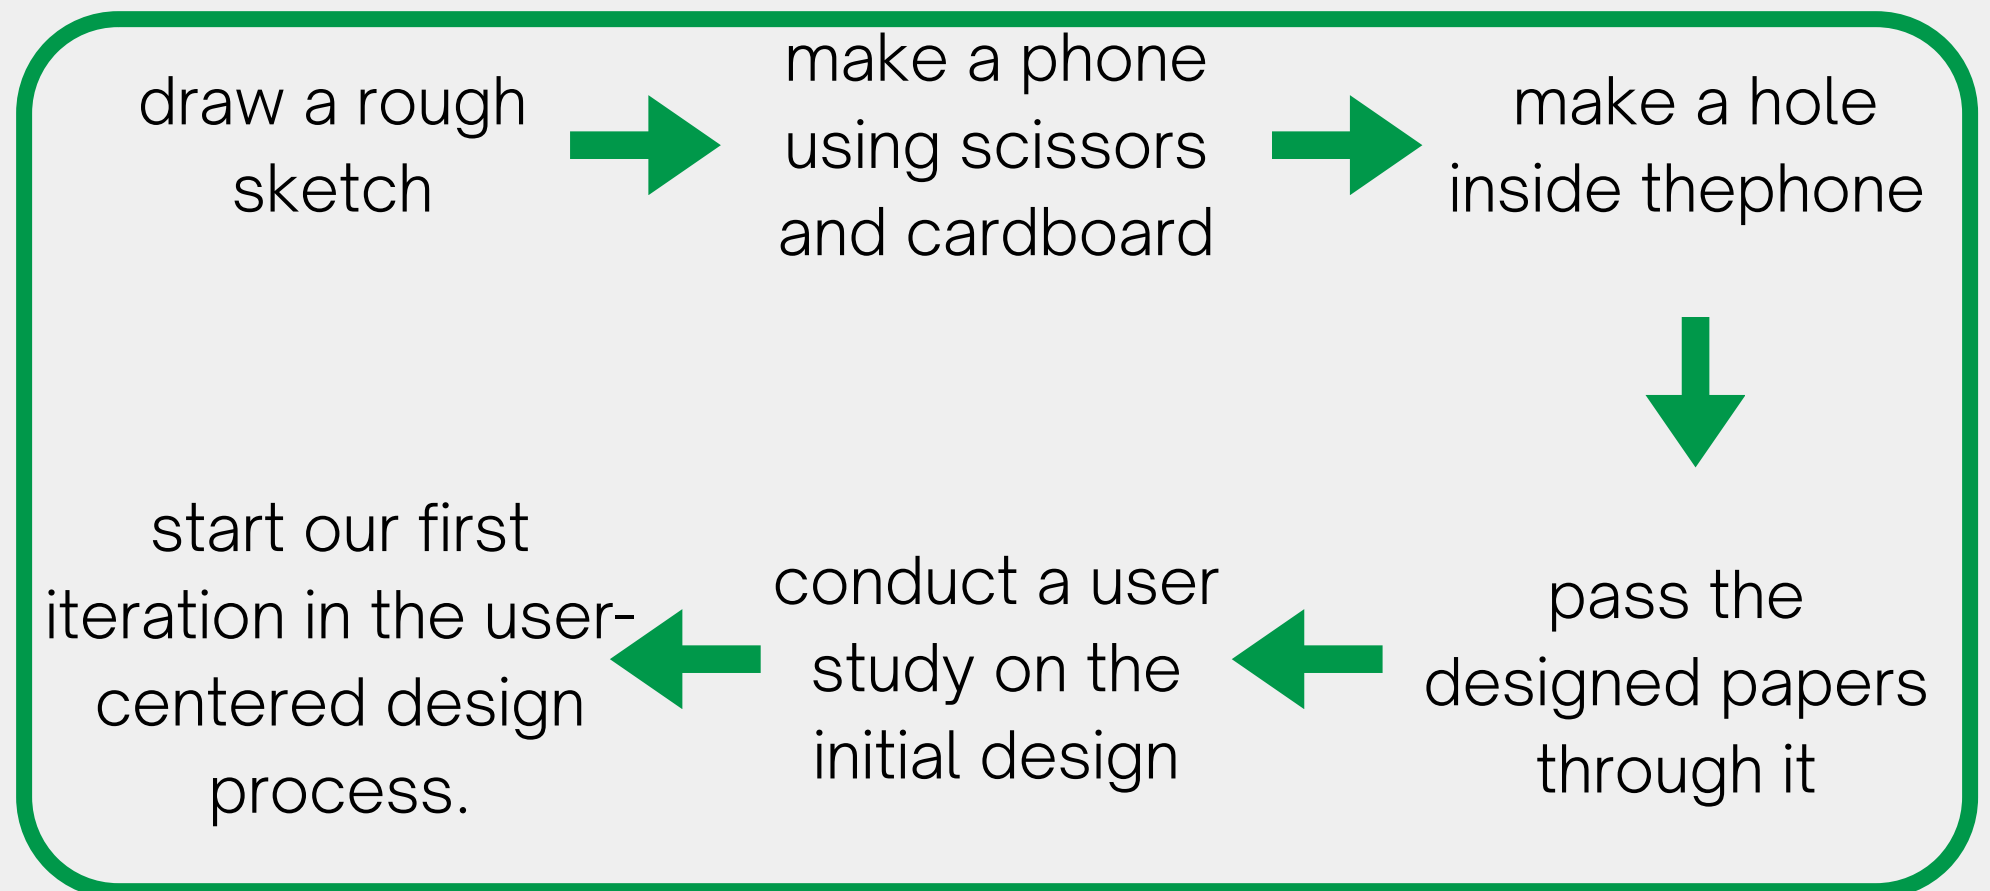 draw a rough
sketch
make a phone
using scissors
and cardboard
make a hole
inside thephone
pass the
designed papers
through it
conduct a user
study on the
initial design
start our first
iteration in the user-
centered design
process.